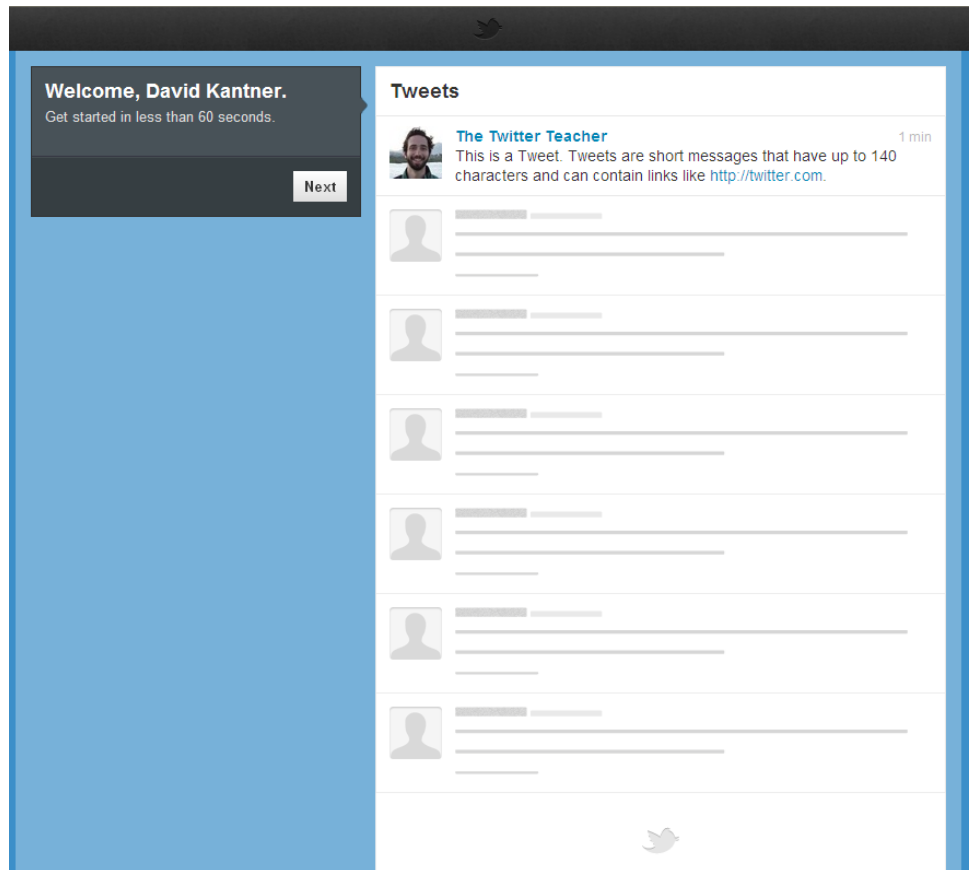 Welcome, David Kantner.
Get started in less than 60 seconds.
Next
Tweets
The Twitter Teacher 1 min
This is a Tweet. Tweets are short messages that have up to 140
characters and can contain links like http://twitter.com.